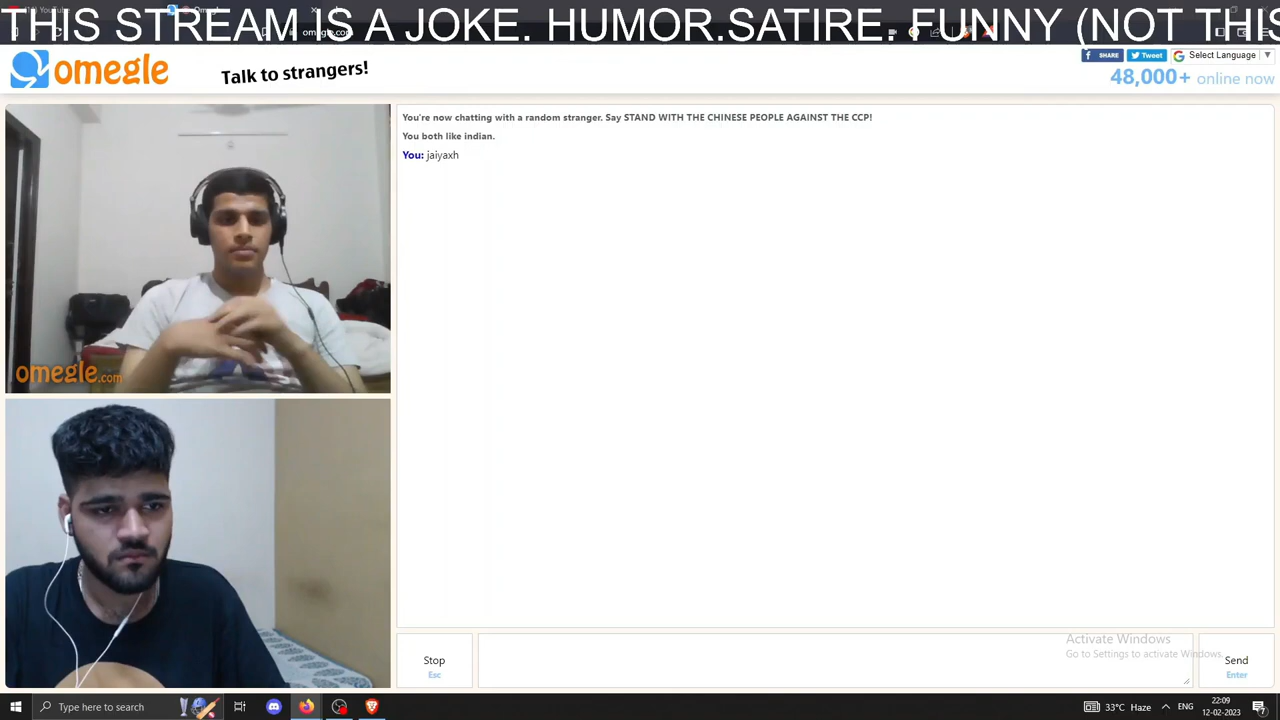 THIS STREAM IS A JOKE. HUMOR.SATIRE. FUNNY (NOT THIS
omegle.com
omegle
Talk to strangers!
SHARE
Tweet
Select Language
48,000+ online now
You're now chatting with a random stranger. Say STAND WITH THE CHINESE PEOPLE AGAINST THE CCP!
You both like indian.
You: jaiyaxh
omegle.com
Activate Windows
Go to Settings to activate Windows.
Stop
Esc
Send
Enter
Type here to search
33°C Haze
ENG
22:09
12-02-2023